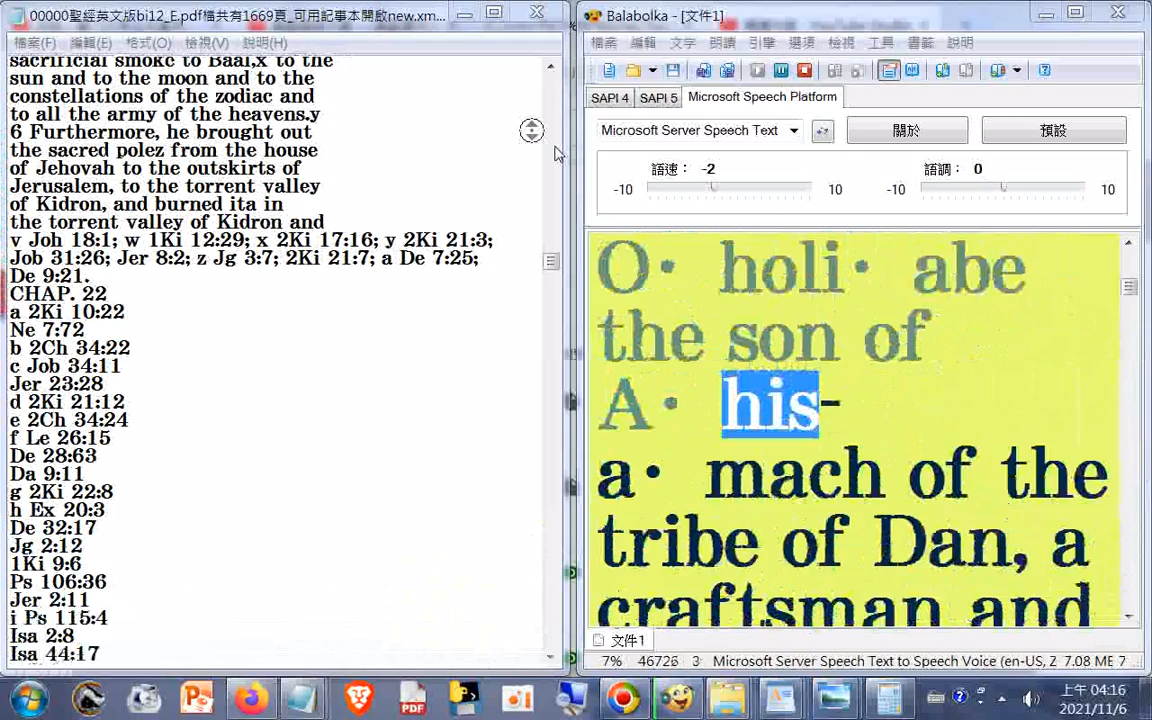 00000聖經英文版bi12_E.pdf檔共有1669頁_可用記事本開啟new.xm...
檔案(F) 編輯(E) 格式(O) 檢視(V) 說明(H)
sacrificial smoke to Baal,x to the
sun and to the moon and to the
constellations of the zodiac and
to all the army of the heavens.y
6 Furthermore, he brought out
the sacred polez from the house
of Jehovah to the outskirts of
Jerusalem, to the torrent valley
of Kidron, and burned ita in
the torrent valley of Kidron and
v Joh 18:1; w 1Ki 12:29; x 2Ki 17:16; y 2Ki 21:3;
Job 31:26; Jer 8:2; z Jg 3:7; 2Ki 21:7; a De 7:25;
De 9:21.
CHAP. 22
a 2Ki 10:22
Ne 7:72
b 2Ch 34:22
c Job 34:11
Jer 23:28
d 2Ki 21:12
e 2Ch 34:24
f Le 26:15
De 28:63
Da 9:11
g 2Ki 22:8
h Ex 20:3
De 32:17
Jg 2:12
1Ki 9:6
Ps 106:36
Jer 2:11
i Ps 115:4
Isa 2:8
Isa 44:17
Balabolka - [文件1]
檔案 編輯 文字 朗讀 引擎 選項 檢視 工具 書籤 說明
SAPI 4 SAPI 5 Microsoft Speech Platform
Microsoft Server Speech Text 關於 預設
語速： -2 語調： 0
-10 10 -10 10
O· holi· abe
the son of
A· his-
a· mach of the
tribe of Dan, a
craftsman and
文件1
7% 46726 3 Microsoft Server Speech Text to Speech Voice (en-US, Z 7.08 ME 7
PDF
上午 04:16
2021/11/6